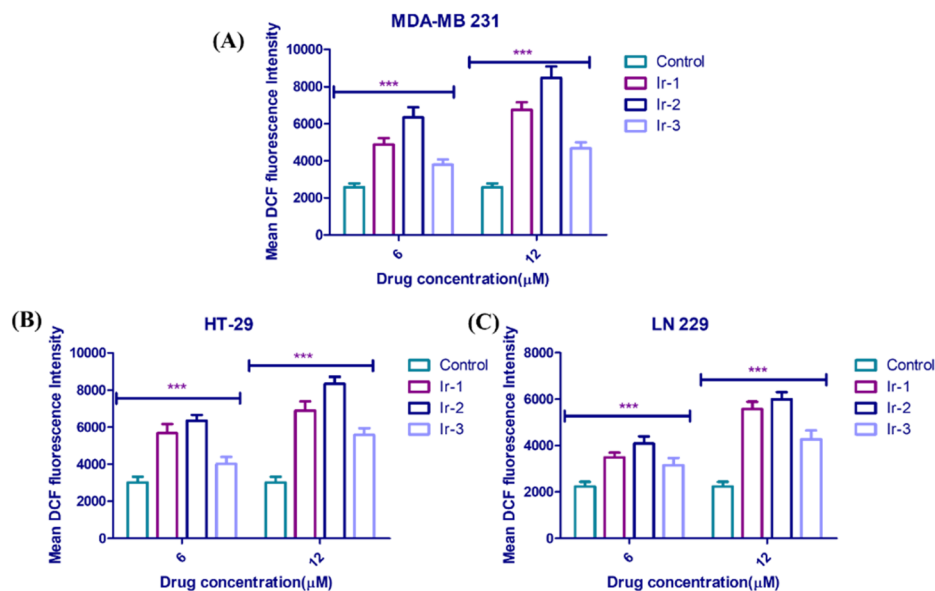 (A)
MDA-MB 231
Mean DCF fluorescence Intensity
10000
8000
6000
4000
2000
0
***
***
6
12
Drug concentration(μM)
Control
Ir-1
Ir-2
Ir-3
(B)
HT-29
Mean DCF fluorescence Intensity
10000
8000
6000
4000
2000
0
***
***
6
12
Drug concentration(μM)
Control
Ir-1
Ir-2
Ir-3
(C)
LN 229
Mean DCF fluorescence Intensity
8000
6000
4000
2000
0
***
***
6
12
Drug concentration(μM)
Control
Ir-1
Ir-2
Ir-3